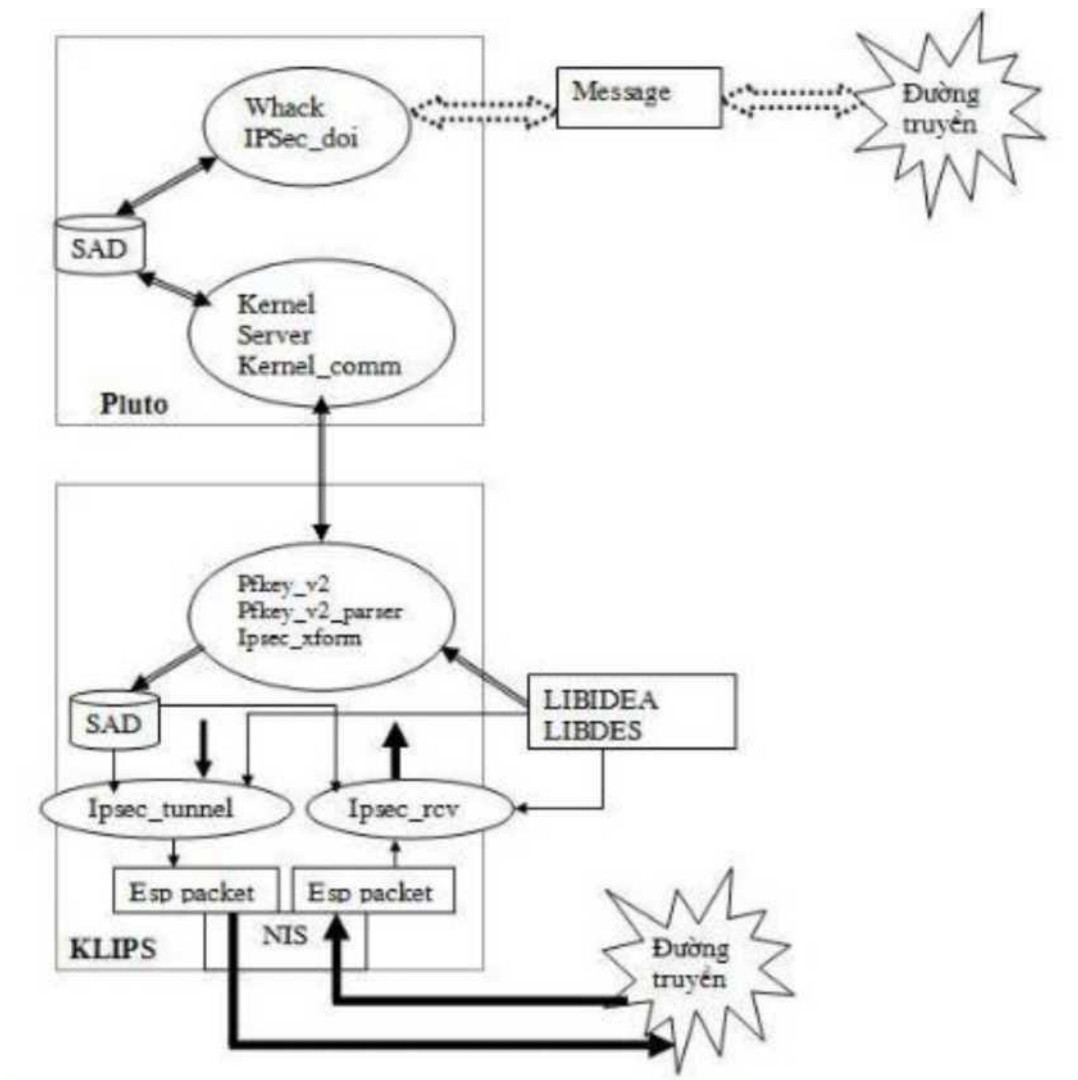 Whack
IPSec_doi
Message
Đường
truyền
SAD
Kernel
Server
Kernel_comm
Pluto
Pfkey_v2
Pfkey_v2_parser
Ipsec_xform
LIBIDEA
LIBDES
SAD
Ipsec_tunnel
Ipsec_rcv
Esp packet
Esp packet
NIS
KLIPS
Đường
truyền